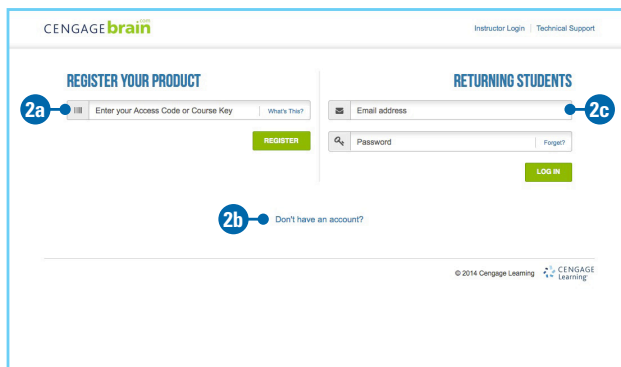 CENGAGEbrain.com
Instructor Login | Technical Support
REGISTER YOUR PRODUCT
2a
Enter your Access Code or Course Key | What's This?
REGISTER
RETURNING STUDENTS
Email address
2c
Password | Forget?
LOG IN
2b
Don't have an account?
© 2014 Cengage Learning
CENGAGE
Learning